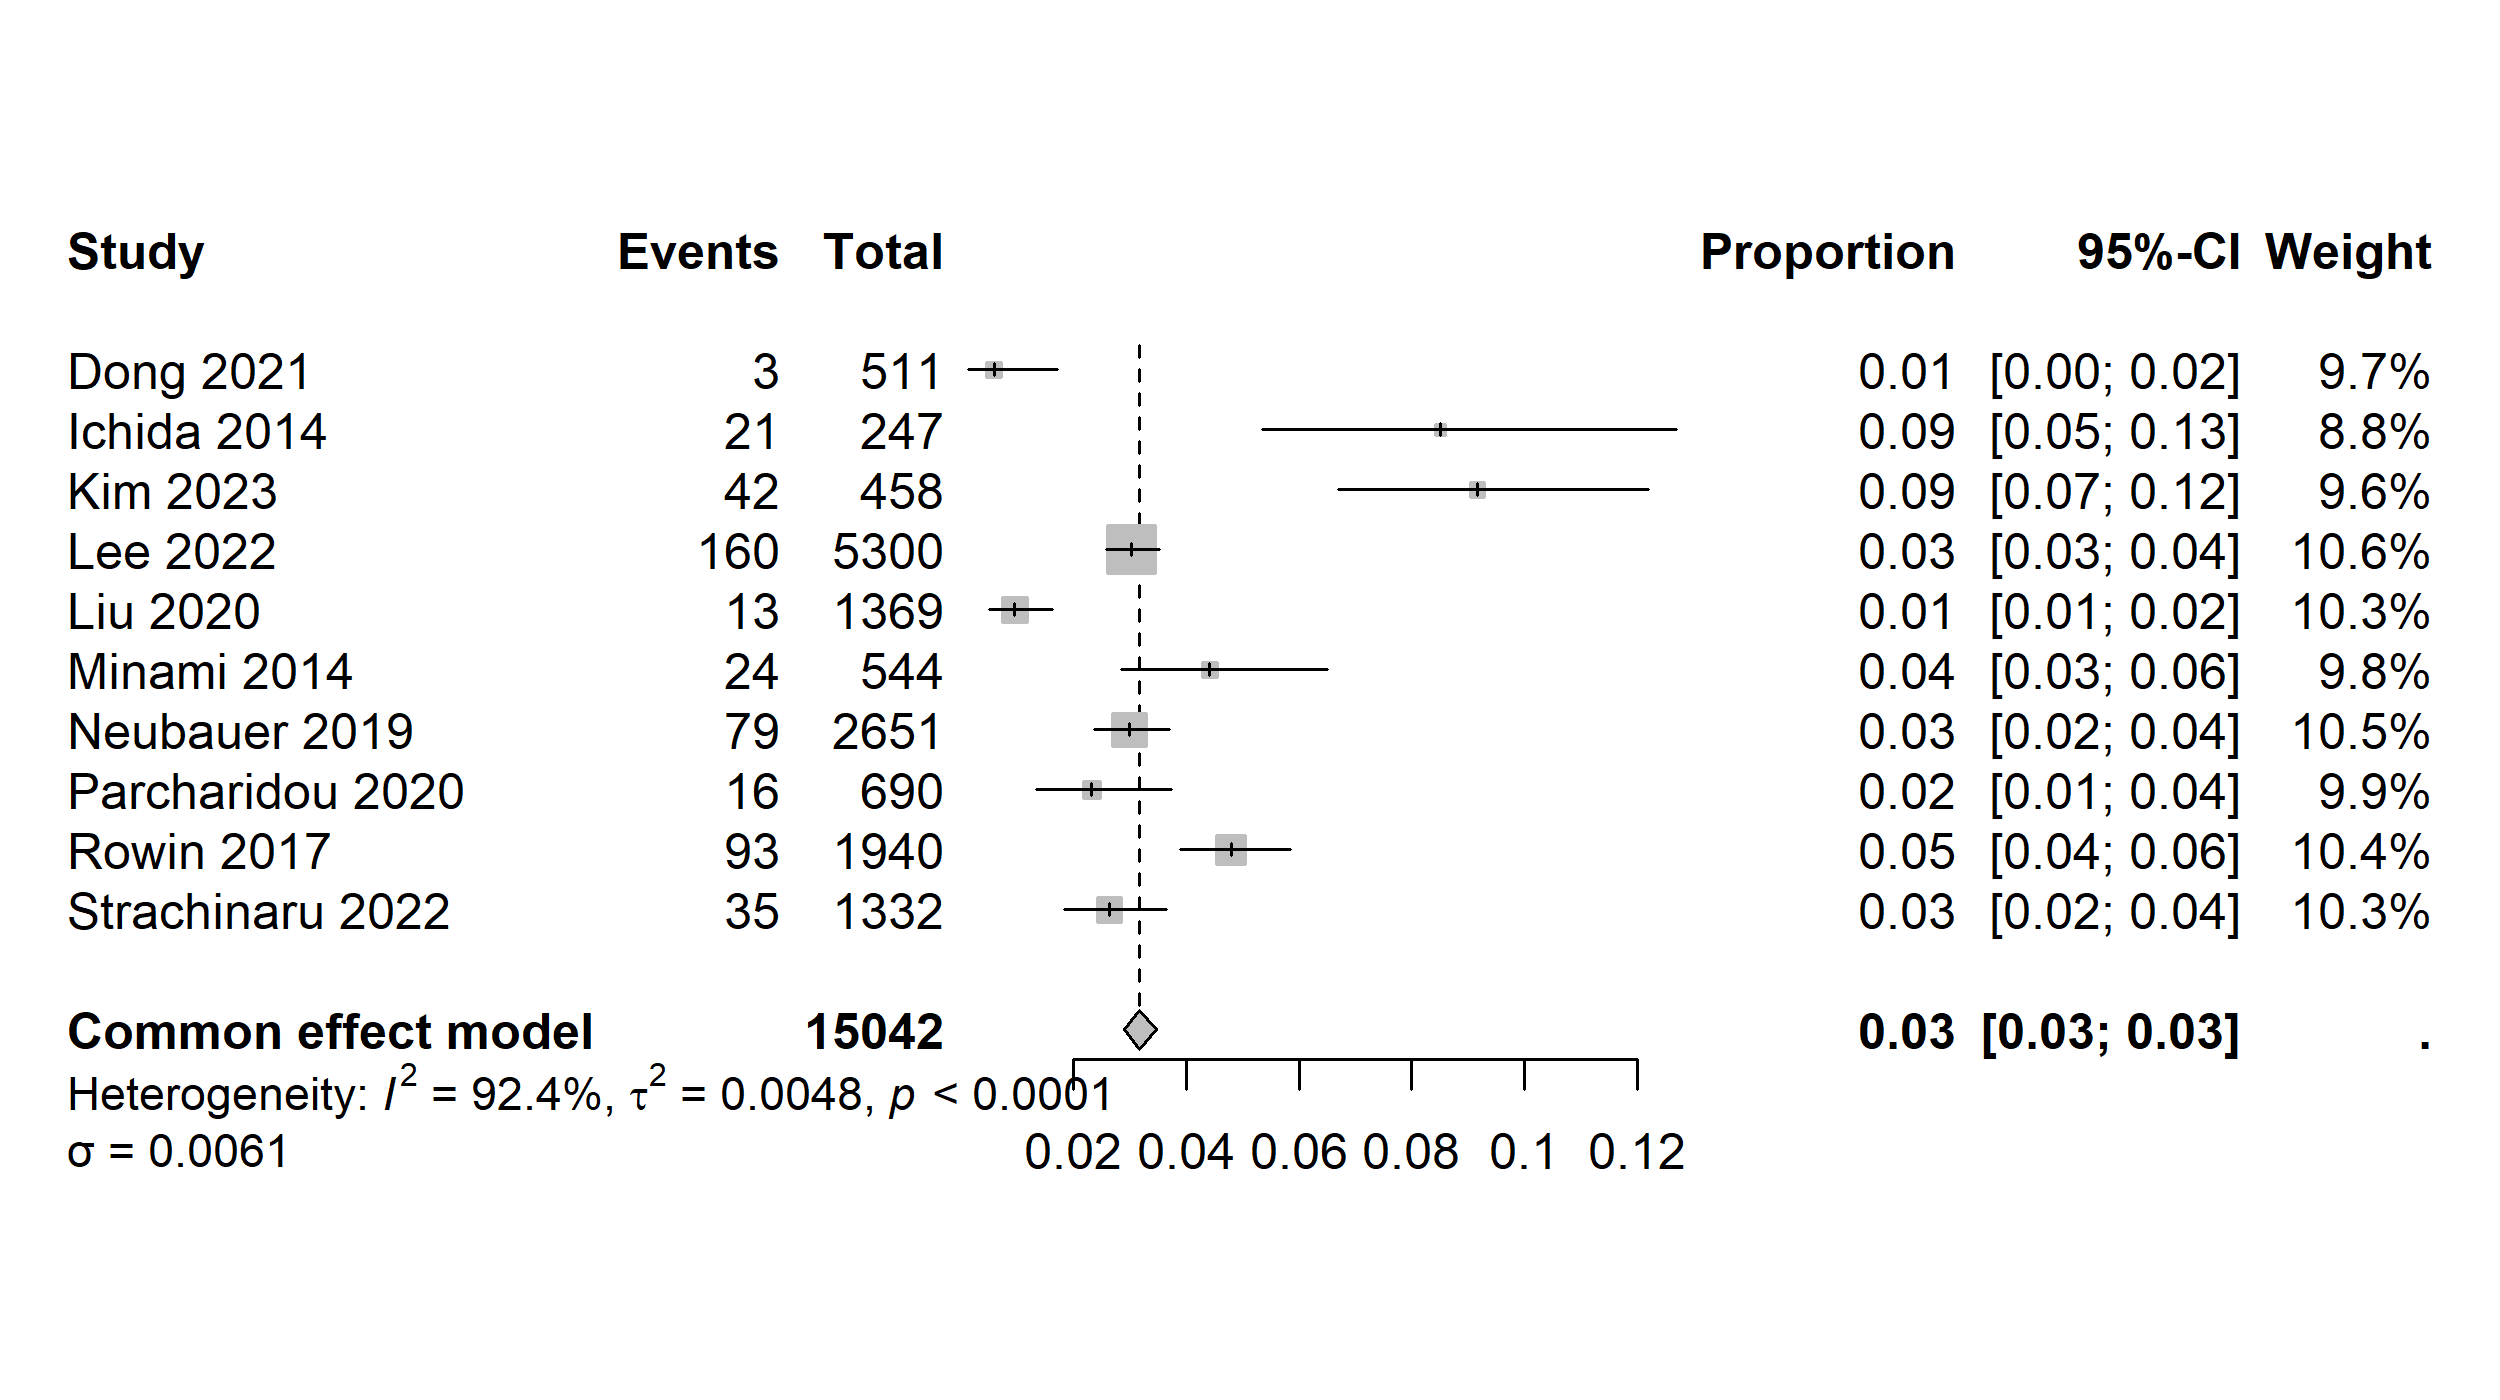 Study Events Total Proportion 95%-CI Weight
Dong 2021 3 511 0.01 [0.00; 0.02] 9.7%
Ichida 2014 21 247 0.09 [0.05; 0.13] 8.8%
Kim 2023 42 458 0.09 [0.07; 0.12] 9.6%
Lee 2022 160 5300 0.03 [0.03; 0.04] 10.6%
Liu 2020 13 1369 0.01 [0.01; 0.02] 10.3%
Minami 2014 24 544 0.04 [0.03; 0.06] 9.8%
Neubauer 2019 79 2651 0.03 [0.02; 0.04] 10.5%
Parcharidou 2020 16 690 0.02 [0.01; 0.04] 9.9%
Rowin 2017 93 1940 0.05 [0.04; 0.06] 10.4%
Strachinaru 2022 35 1332 0.03 [0.02; 0.04] 10.3%
Common effect model 15042 0.03 [0.03; 0.03] .
Heterogeneity: I² = 92.4%, τ² = 0.0048, p < 0.0001
σ = 0.0061 0.02 0.04 0.06 0.08 0.1 0.12